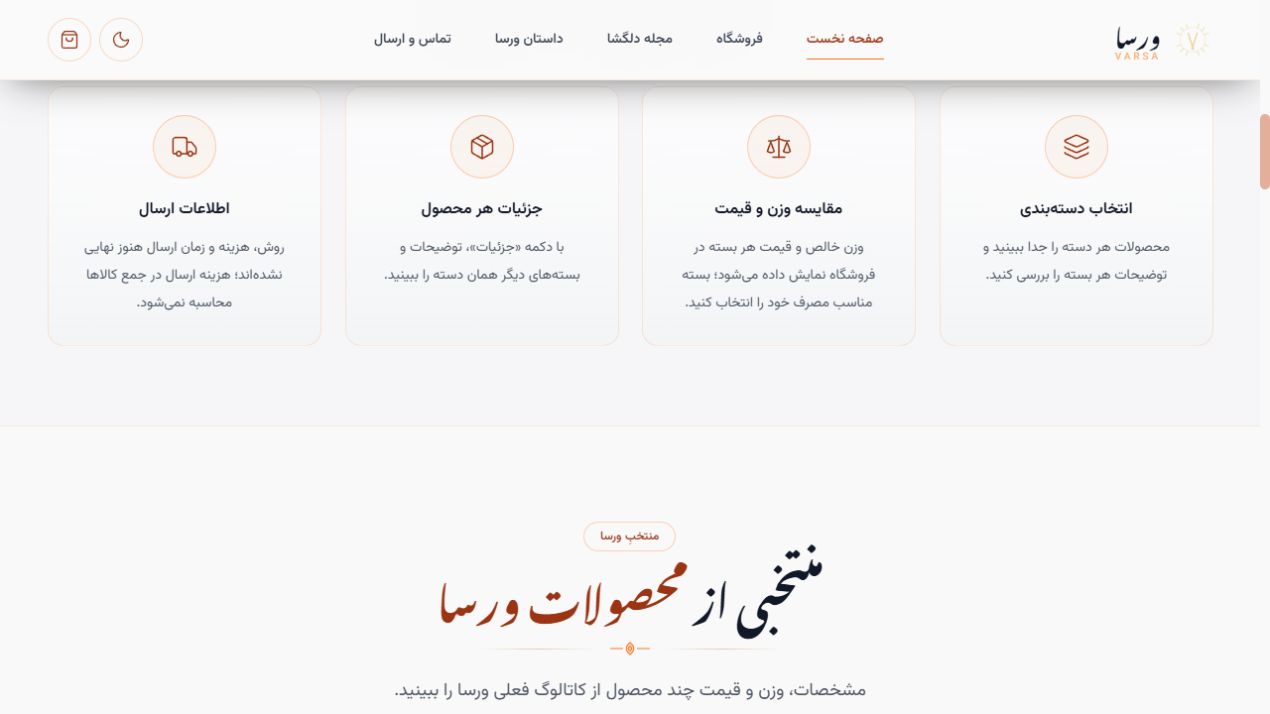 ورسا
VARSA
صفحه نخست
فروشگاه
مجله دلگشا
داستان ورسا
تماس و ارسال
انتخاب دسته‌بندی
محصولات هر دسته را جدا ببینید و
توضیحات هر بسته را بررسی کنید.
مقایسه وزن و قیمت
وزن خالص و قیمت هر بسته در
فروشگاه نمایش داده می‌شود؛ بسته
مناسب مصرف خود را انتخاب کنید.
جزئیات هر محصول
با دکمه «جزئیات»، توضیحات و
بسته‌های دیگر همان دسته را ببینید.
اطلاعات ارسال
روش، هزینه و زمان ارسال هنوز نهایی
نشده‌اند؛ هزینه ارسال در جمع کالاها
محاسبه نمی‌شود.
منتخبِ ورسا
منتخبی از محصولات ورسا
مشخصات، وزن و قیمت چند محصول از کاتالوگ فعلی ورسا را ببینید.